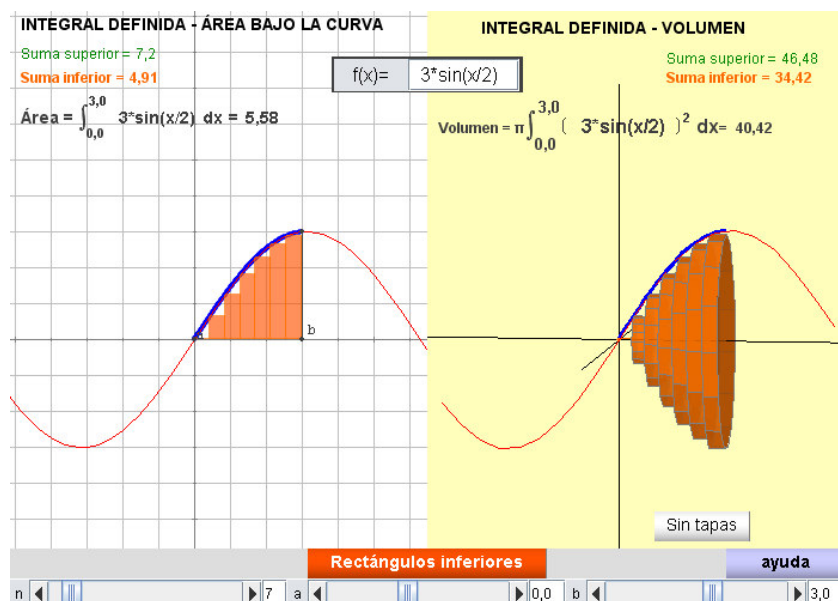 INTEGRAL DEFINIDA - ÁREA BAJO LA CURVA
Suma superior = 7,2
Suma inferior = 4,91
Área = ∫ 3,0 0,0 3*sin(x/2) dx = 5,58
f(x)= 3*sin(x/2)
INTEGRAL DEFINIDA - VOLUMEN
Suma superior = 46,48
Suma inferior = 34,42
Volumen = π ∫ 3,0 0,0 ( 3*sin(x/2) )² dx= 40,42
b
Sin tapas
Rectángulos inferiores
ayuda
n 7 a 0,0 b 3,0